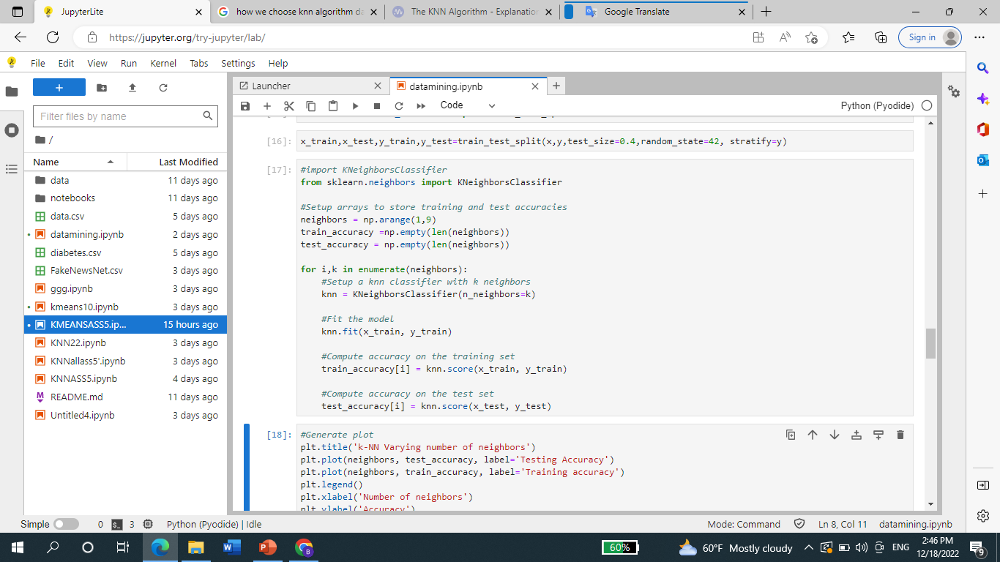 JupyterLite
how we choose knn algorithm da
The KNN Algorithm - Explanation
Google Translate
https://jupyter.org/try-jupyter/lab/
Sign in
File Edit View Run Kernel Tabs Settings Help
Launcher
datamining.ipynb
Code
Python (Pyodide)
Filter files by name
/
Name Last Modified
data 11 days ago
notebooks 11 days ago
data.csv 5 days ago
datamining.ipynb 2 days ago
diabetes.csv 5 days ago
FakeNewsNet.csv 3 days ago
ggg.ipynb 3 days ago
kmeans10.ipynb 3 days ago
KMEANSASS5.ip... 15 hours ago
KNN22.ipynb 3 days ago
KNNallass5'.ipynb 3 days ago
KNNASS5.ipynb 4 days ago
README.md 11 days ago
Untitled4.ipynb 3 days ago
[16]: x_train,x_test,y_train,y_test=train_test_split(x,y,test_size=0.4,random_state=42, stratify=y)
[17]: #import KNeighborsClassifier
from sklearn.neighbors import KNeighborsClassifier
#Setup arrays to store training and test accuracies
neighbors = np.arange(1,9)
train_accuracy =np.empty(len(neighbors))
test_accuracy = np.empty(len(neighbors))
for i,k in enumerate(neighbors):
#Setup a knn classifier with k neighbors
knn = KNeighborsClassifier(n_neighbors=k)
#Fit the model
knn.fit(x_train, y_train)
#Compute accuracy on the training set
train_accuracy[i] = knn.score(x_train, y_train)
#Compute accuracy on the test set
test_accuracy[i] = knn.score(x_test, y_test)
[18]: #Generate plot
plt.title('k-NN Varying number of neighbors')
plt.plot(neighbors, test_accuracy, label='Testing Accuracy')
plt.plot(neighbors, train_accuracy, label='Training accuracy')
plt.legend()
plt.xlabel('Number of neighbors')
plt.ylabel('Accuracy')
Simple 0 3 Python (Pyodide) | Idle
Mode: Command Ln 8, Col 11 datamining.ipynb
60% 60°F Mostly cloudy ENG
2:46 PM
12/18/2022
9